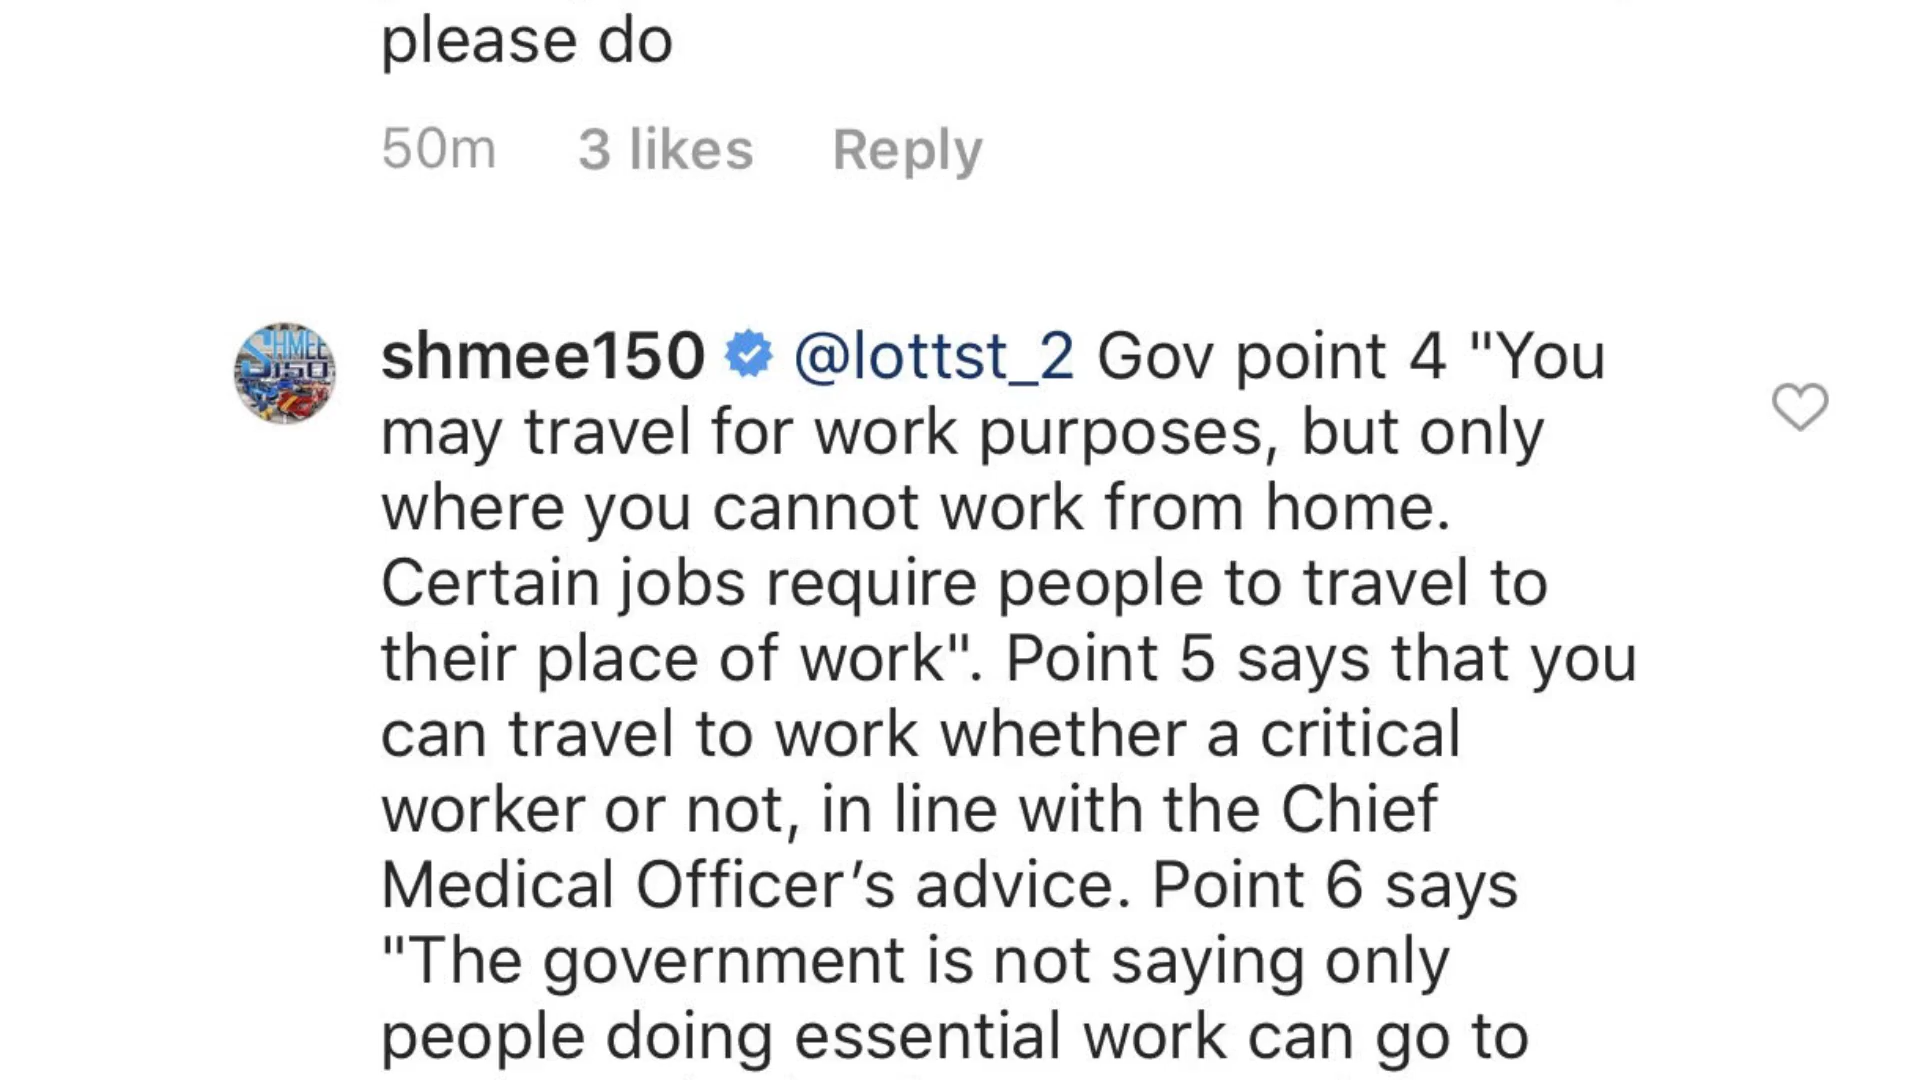 please do
50m 3 likes Reply
shmee150 @lottst_2 Gov point 4 "You
may travel for work purposes, but only
where you cannot work from home.
Certain jobs require people to travel to
their place of work". Point 5 says that you
can travel to work whether a critical
worker or not, in line with the Chief
Medical Officer’s advice. Point 6 says
"The government is not saying only
people doing essential work can go to
SHMEE
150